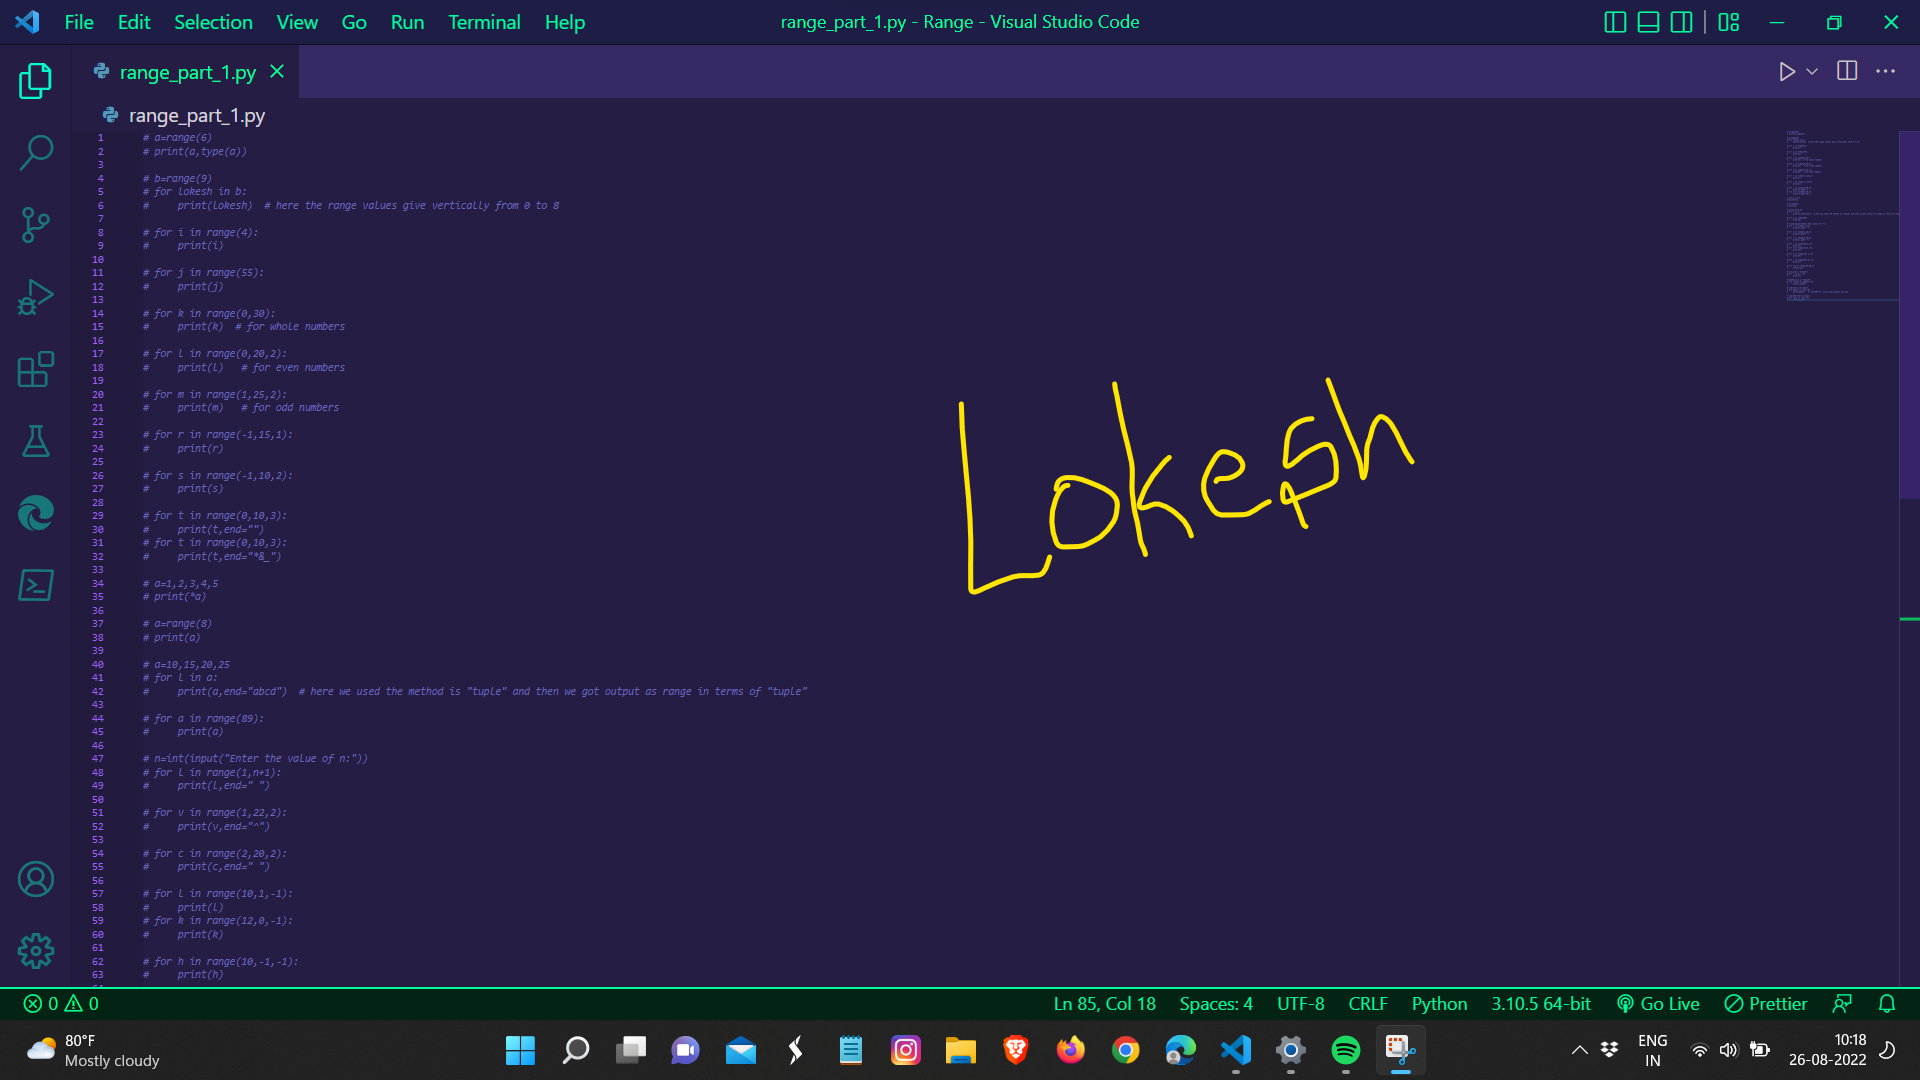 File Edit Selection View Go Run Terminal Help range_part_1.py - Range - Visual Studio Code
range_part_1.py
range_part_1.py
1 # a=range(6)
2 # print(a,type(a))
3
4 # b=range(9)
5 # for lokesh in b:
6 #     print(lokesh)  # here the range values give vertically from 0 to 8
7
8 # for i in range(4):
9 #     print(i)
10
11 # for j in range(55):
12 #     print(j)
13
14 # for k in range(0,30):
15 #     print(k)  # for whole numbers
16
17 # for l in range(0,20,2):
18 #     print(l)   # for even numbers
19
20 # for m in range(1,25,2):
21 #     print(m)   # for odd numbers
22
23 # for r in range(-1,15,1):
24 #     print(r)
25
26 # for s in range(-1,10,2):
27 #     print(s)
28
29 # for t in range(0,10,3):
30 #     print(t,end="")
31 # for t in range(0,10,3):
32 #     print(t,end="*&_")
33
34 # a=1,2,3,4,5
35 # print(*a)
36
37 # a=range(8)
38 # print(a)
39
40 # a=10,15,20,25
41 # for l in a:
42 #     print(a,end="abcd")  # here we used the method is "tuple" and then we got output as range in terms of "tuple"
43
44 # for a in range(89):
45 #     print(a)
46
47 # n=int(input("Enter the value of n:"))
48 # for l in range(1,n+1):
49 #     print(l,end=" ")
50
51 # for v in range(1,22,2):
52 #     print(v,end="^")
53
54 # for c in range(2,20,2):
55 #     print(c,end=" ")
56
57 # for l in range(10,1,-1):
58 #     print(l)
59 # for k in range(12,0,-1):
60 #     print(k)
61
62 # for h in range(10,-1,-1):
63 #     print(h)
Lokesh
0 0 Ln 85, Col 18 Spaces: 4 UTF-8 CRLF Python 3.10.5 64-bit Go Live Prettier
80°F
Mostly cloudy
ENG
IN
10:18
26-08-2022